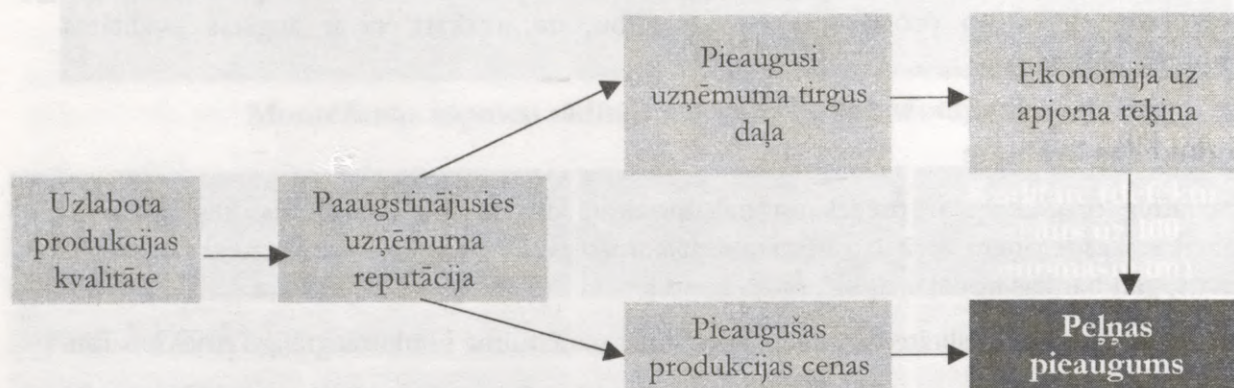 Uzlabota
produkcijas
kvalitāte
Paaugstinājusies
uzņēmuma
reputācija
Pieaugusi
uzņēmuma tirgus
daļa
Ekonomija uz
apjoma rēķina
Pieaugušas
produkcijas cenas
Peļņas
pieaugums